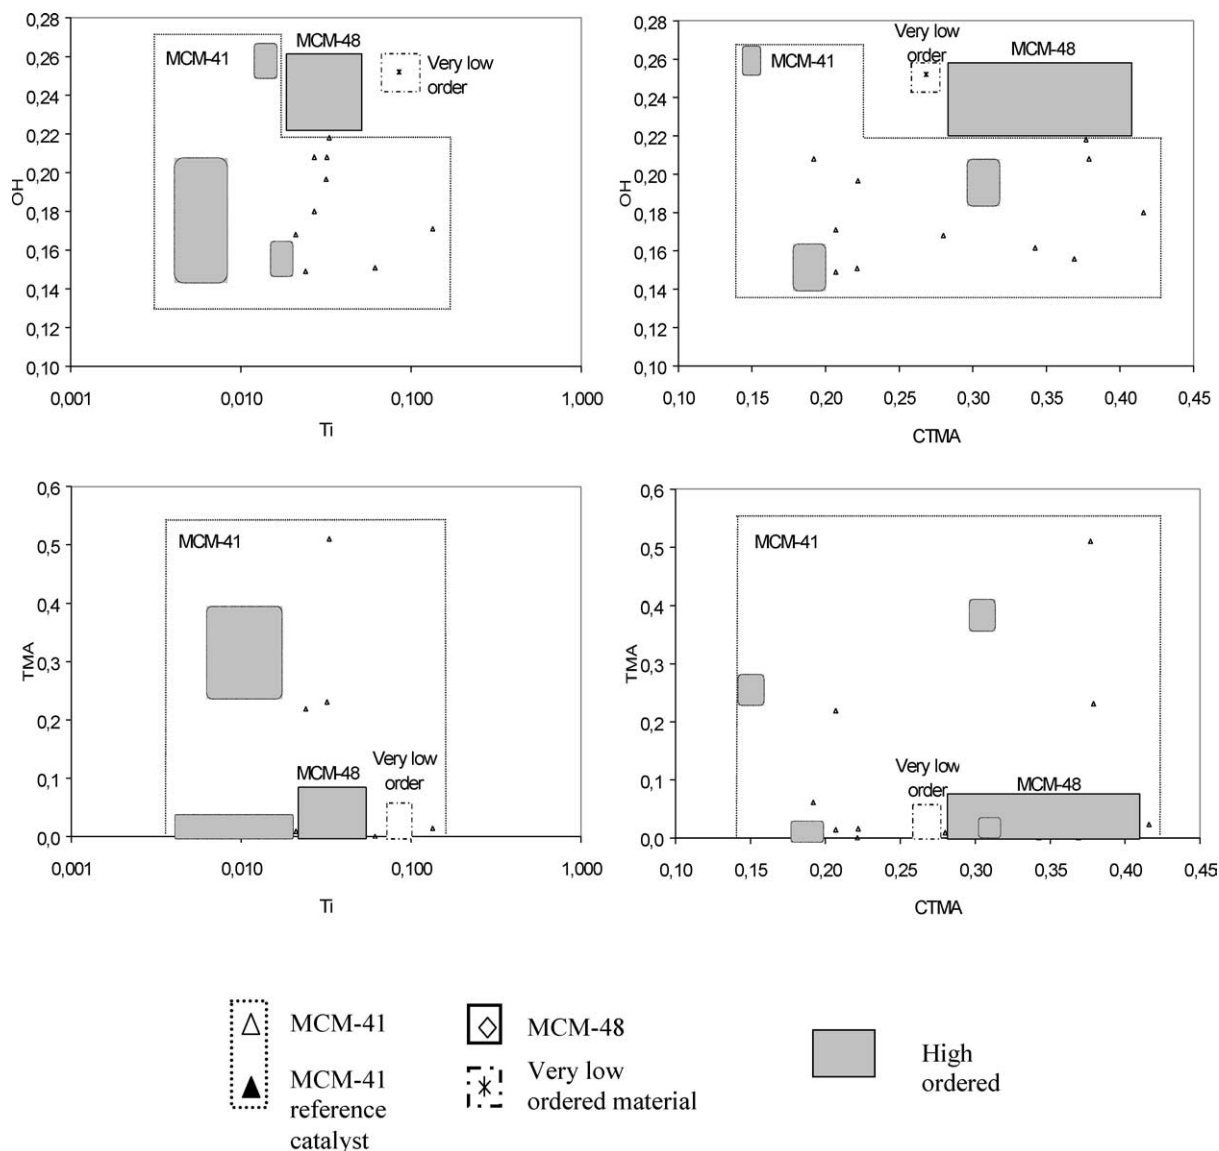 0,28
0,26
0,24
0,22
0,20
0,18
0,16
0,14
0,12
0,10
OH
MCM-41
MCM-48
Very low
order
0,001
0,010
0,100
1,000
Ti
0,28
0,26
0,24
0,22
0,20
0,18
0,16
0,14
0,12
0,10
OH
MCM-41
Very low
order
MCM-48
0,10
0,15
0,20
0,25
0,30
0,35
0,40
0,45
CTMA
0,6
0,5
0,4
0,3
0,2
0,1
0,0
TMA
MCM-41
MCM-48
Very low
order
0,001
0,010
0,100
1,000
Ti
0,6
0,5
0,4
0,3
0,2
0,1
0,0
TMA
MCM-41
Very low
order
MCM-48
0,10
0,15
0,20
0,25
0,30
0,35
0,40
0,45
CTMA
MCM-41
MCM-41
reference
catalyst
MCM-48
Very low
ordered material
High
ordered